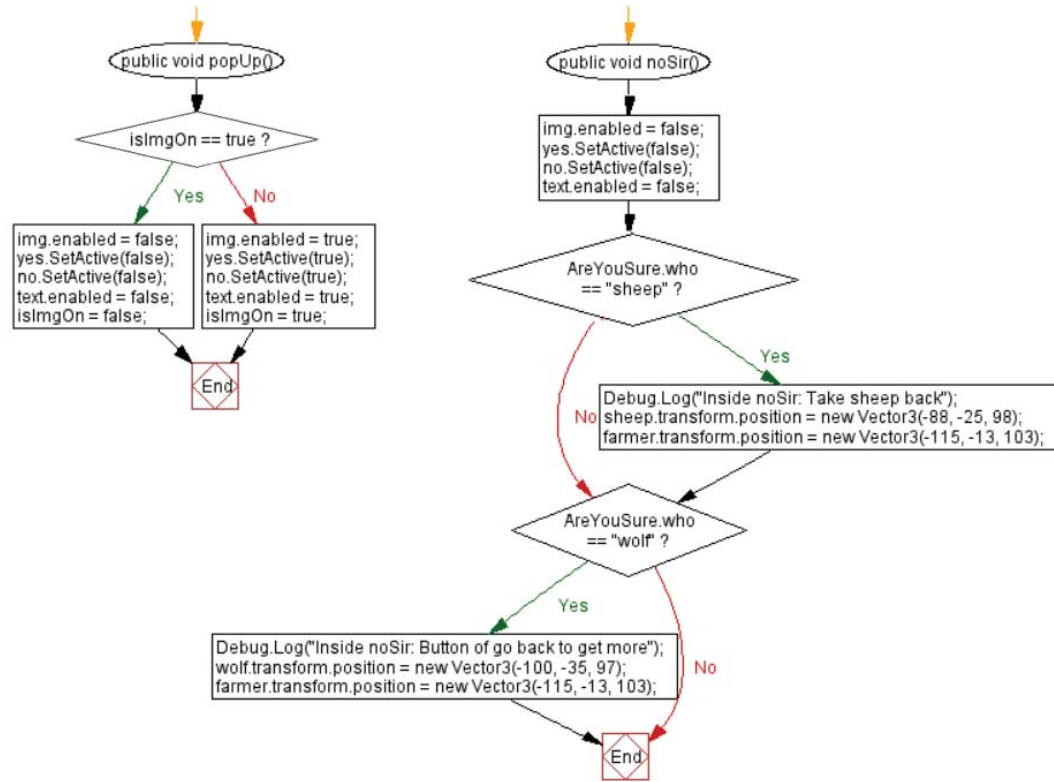 public void popUp()
isImgOn == true ?
Yes
No
img.enabled = false;
yes.SetActive(false);
no.SetActive(false);
text.enabled = false;
isImgOn = false;
img.enabled = true;
yes.SetActive(true);
no.SetActive(true);
text.enabled = true;
isImgOn = true;
End
public void noSir()
img.enabled = false;
yes.SetActive(false);
no.SetActive(false);
text.enabled = false;
AreYouSure.who
== "sheep" ?
Yes
No
Debug.Log("Inside noSir: Take sheep back");
sheep.transform.position = new Vector3(-88, -25, 98);
farmer.transform.position = new Vector3(-115, -13, 103);
AreYouSure.who
== "wolf" ?
Yes
No
Debug.Log("Inside noSir: Button of go back to get more");
wolf.transform.position = new Vector3(-100, -35, 97);
farmer.transform.position = new Vector3(-115, -13, 103);
End